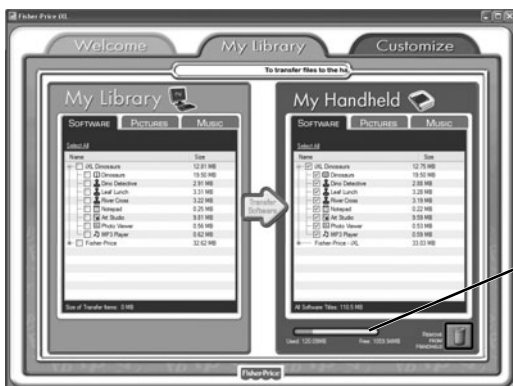 Fisher-Price iXL
Welcome
My Library
Customize
To transfer files to the ha
My Library
SOFTWARE PICTURES MUSIC
Select All
Name Size
iXL Dinosaurs 12.81 MB
Dinosaurs 19.50 MB
Dino Detective 2.91 MB
Leaf Lunch 3.31 MB
River Cross 3.22 MB
Notepad 0.25 MB
Art Studio 9.81 MB
Photo Viewer 0.56 MB
MP3 Player 0.62 MB
Fisher-Price 32.62 MB
Size of Transfer Items: 0 MB
Transfer
Software
My Handheld
SOFTWARE PICTURES MUSIC
Select All
Name Size
iXL Dinosaurs 12.75 MB
Dinosaurs 19.50 MB
Dino Detective 2.88 MB
Leaf Lunch 3.28 MB
River Cross 3.19 MB
Notepad 0.22 MB
Art Studio 9.59 MB
Photo Viewer 0.53 MB
MP3 Player 0.59 MB
Fisher-Price - iXL 33.03 MB
All Software Titles: 110.5 MB
Used: 120.09MB Free: 1059.94MB
REMOVE
FROM
HANDHELD
Fisher-Price